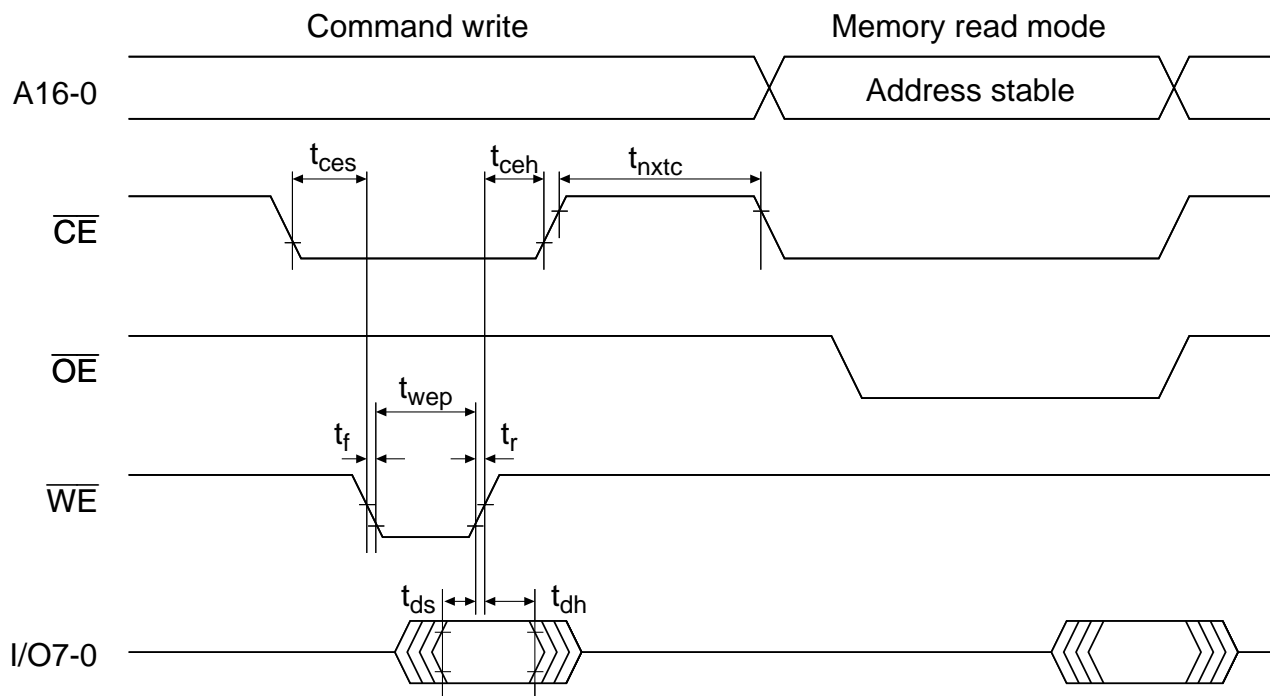 Command write
Memory read mode
A16-0
Address stable
tces
tceh
tnxtc
CE
OE
twep
tf
tr
WE
tds
tdh
I/O7-0